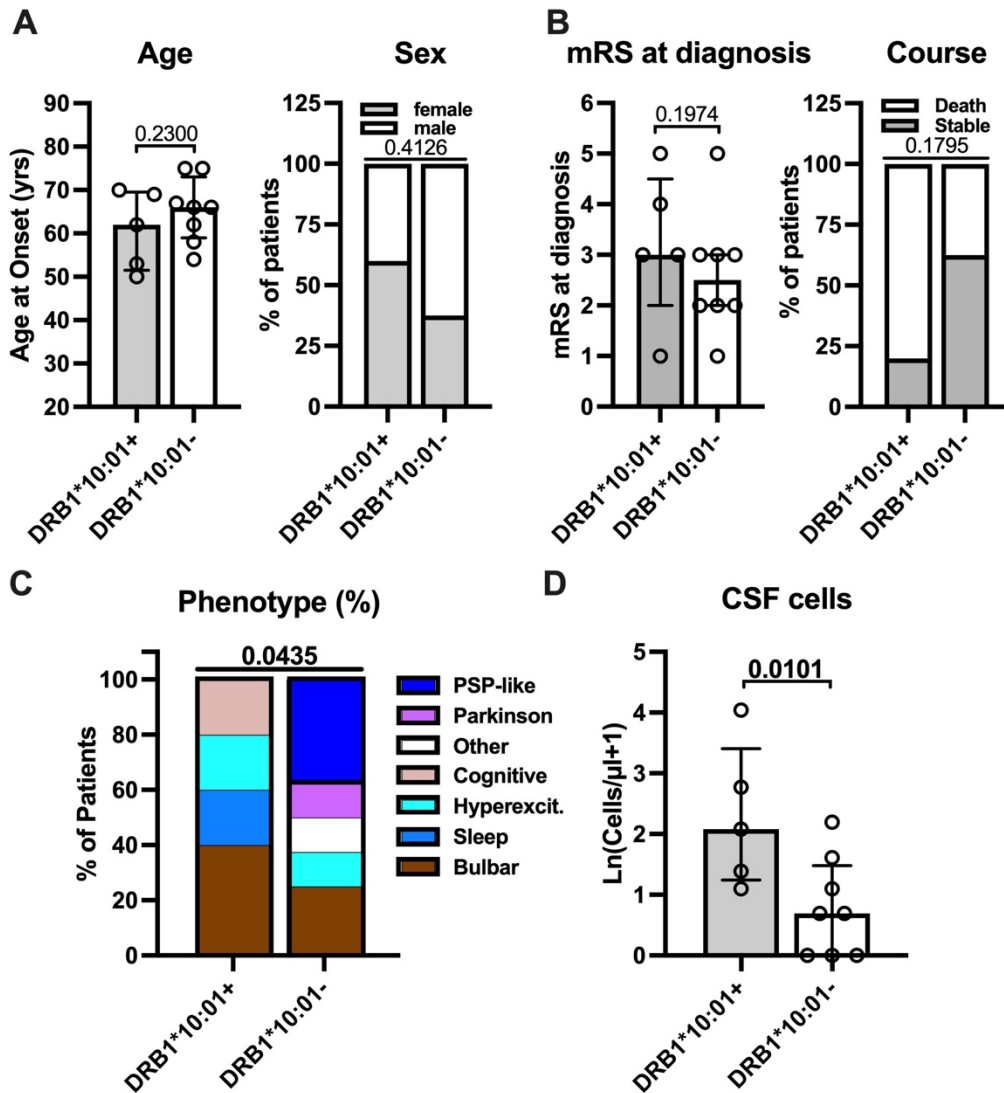 A
Age
Age at Onset (yrs)
90
80
70
60
50
40
30
20
0.2300
DRB1*10:01+
DRB1*10:01-
Sex
% of patients
125
100
75
50
25
0
female
male
0.4126
DRB1*10:01+
DRB1*10:01-
B
mRS at diagnosis
mRS at diagnosis
6
5
4
3
2
1
0
0.1974
DRB1*10:01+
DRB1*10:01-
Course
% of patients
125
100
75
50
25
0
Death
Stable
0.1795
DRB1*10:01+
DRB1*10:01-
C
Phenotype (%)
% of Patients
100
80
60
40
20
0
0.0435
DRB1*10:01+
DRB1*10:01-
PSP-like
Parkinson
Other
Cognitive
Hyperexcit.
Sleep
Bulbar
D
CSF cells
Ln(Cells/µl+1)
5
4
3
2
1
0
0.0101
DRB1*10:01+
DRB1*10:01-